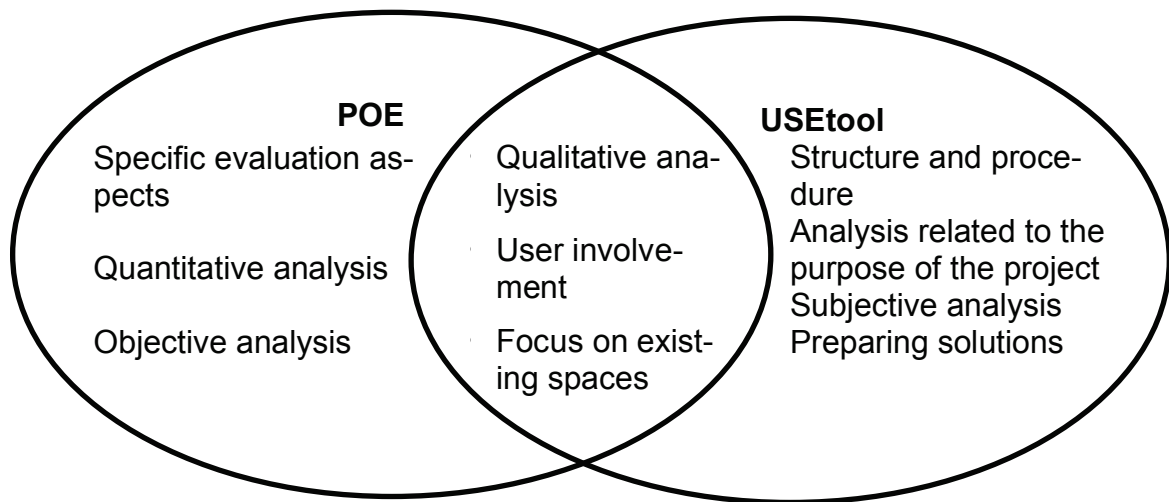 POE
Specific evaluation as-
pects
Quantitative analysis
Objective analysis
Qualitative ana-
lysis
User involve-
ment
Focus on exist-
ing spaces
USEtool
Structure and proce-
dure
Analysis related to the
purpose of the project
Subjective analysis
Preparing solutions